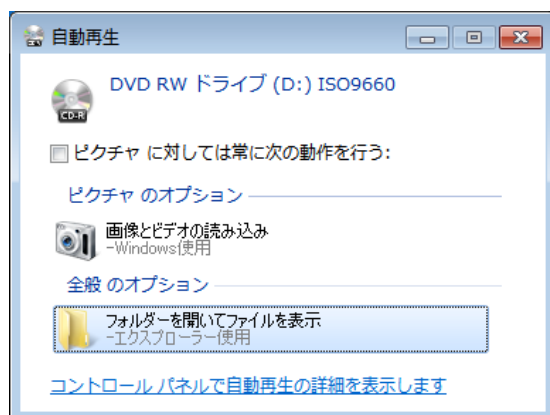 自動再生
DVD RW ドライブ (D:) ISO9660
CD-R
ピクチャ に対しては常に次の動作を行う:
ピクチャ のオプション
画像とビデオの読み込み
-Windows使用
全般 のオプション
フォルダーを開いてファイルを表示
-エクスプローラー使用
コントロール パネルで自動再生の詳細を表示します